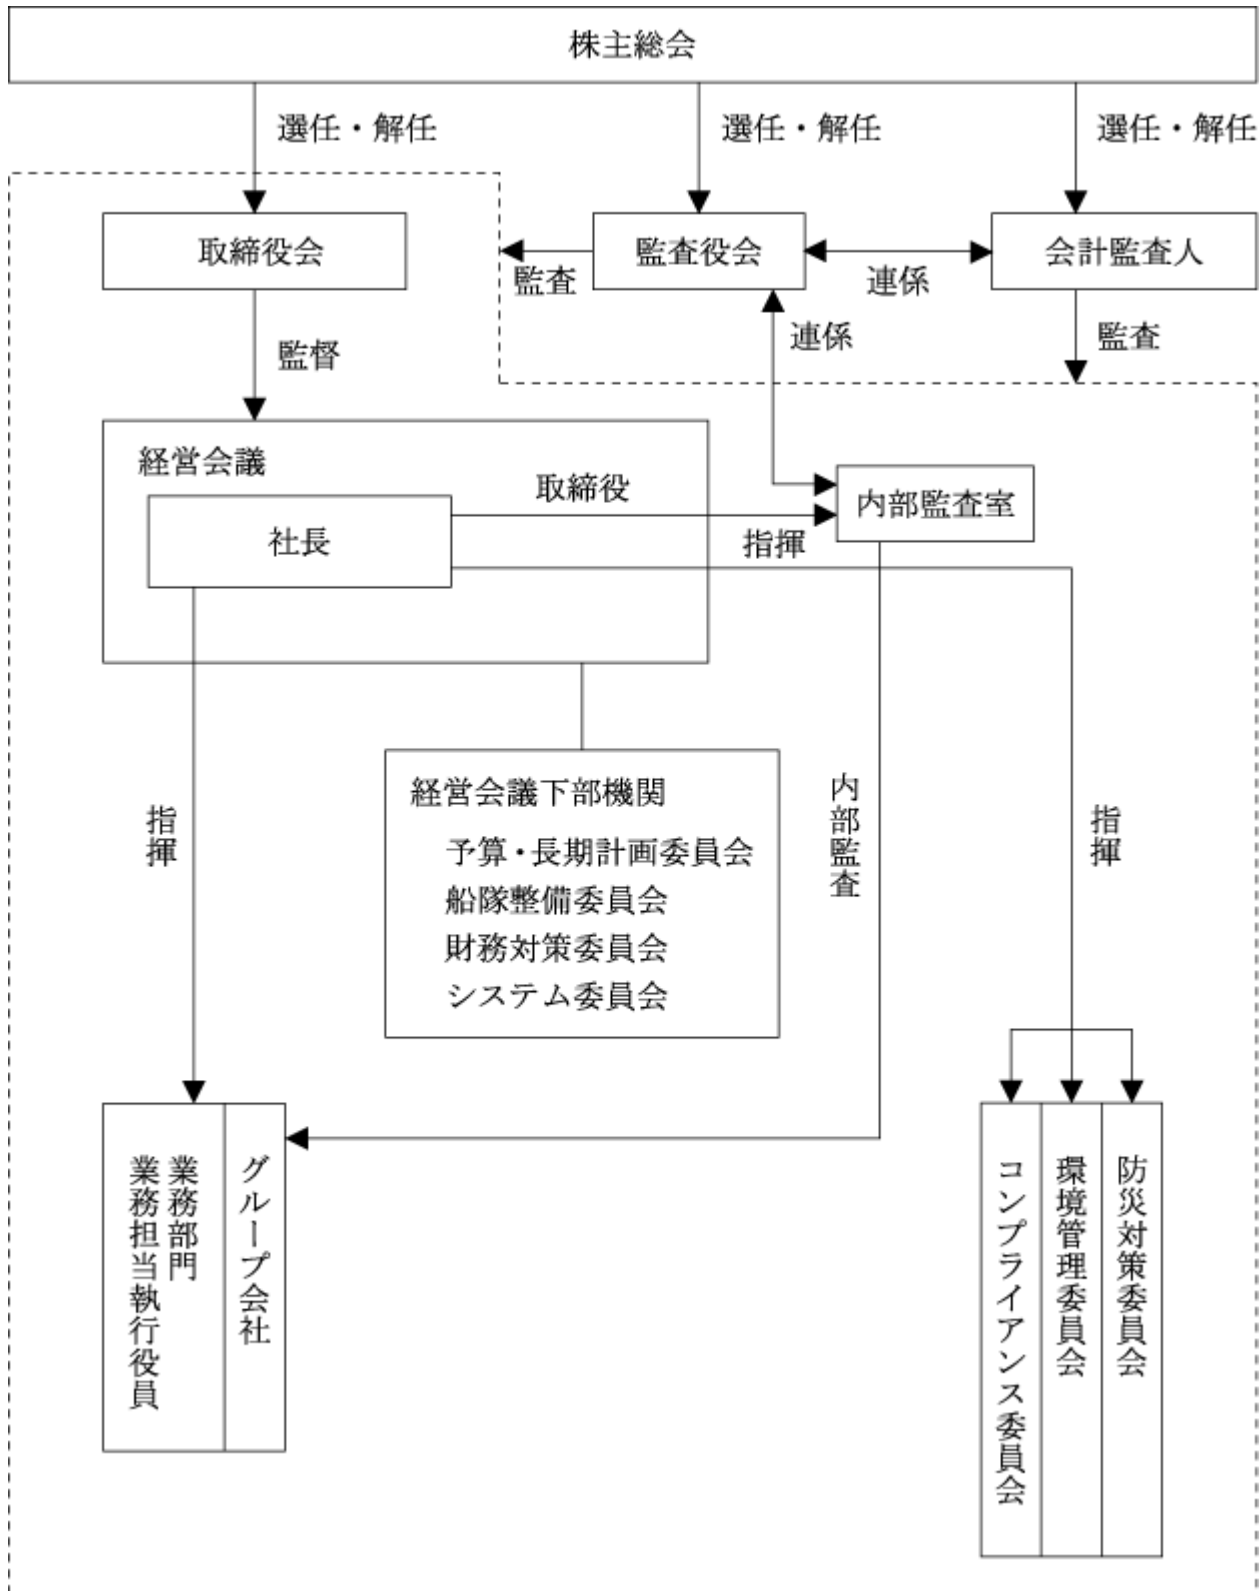 株主総会
選任・解任
選任・解任
選任・解任
取締役会
監査役会
会計監査人
監査
連係
監督
連係
監査
経営会議
取締役
社長
指揮
内部監査室
経営会議下部機関
予算・長期計画委員会
船隊整備委員会
財務対策委員会
システム委員会
指揮
内部監査
指揮
業務部門
業務担当執行役員
グループ会社
コンプライアンス委員会
環境管理委員会
防災対策委員会